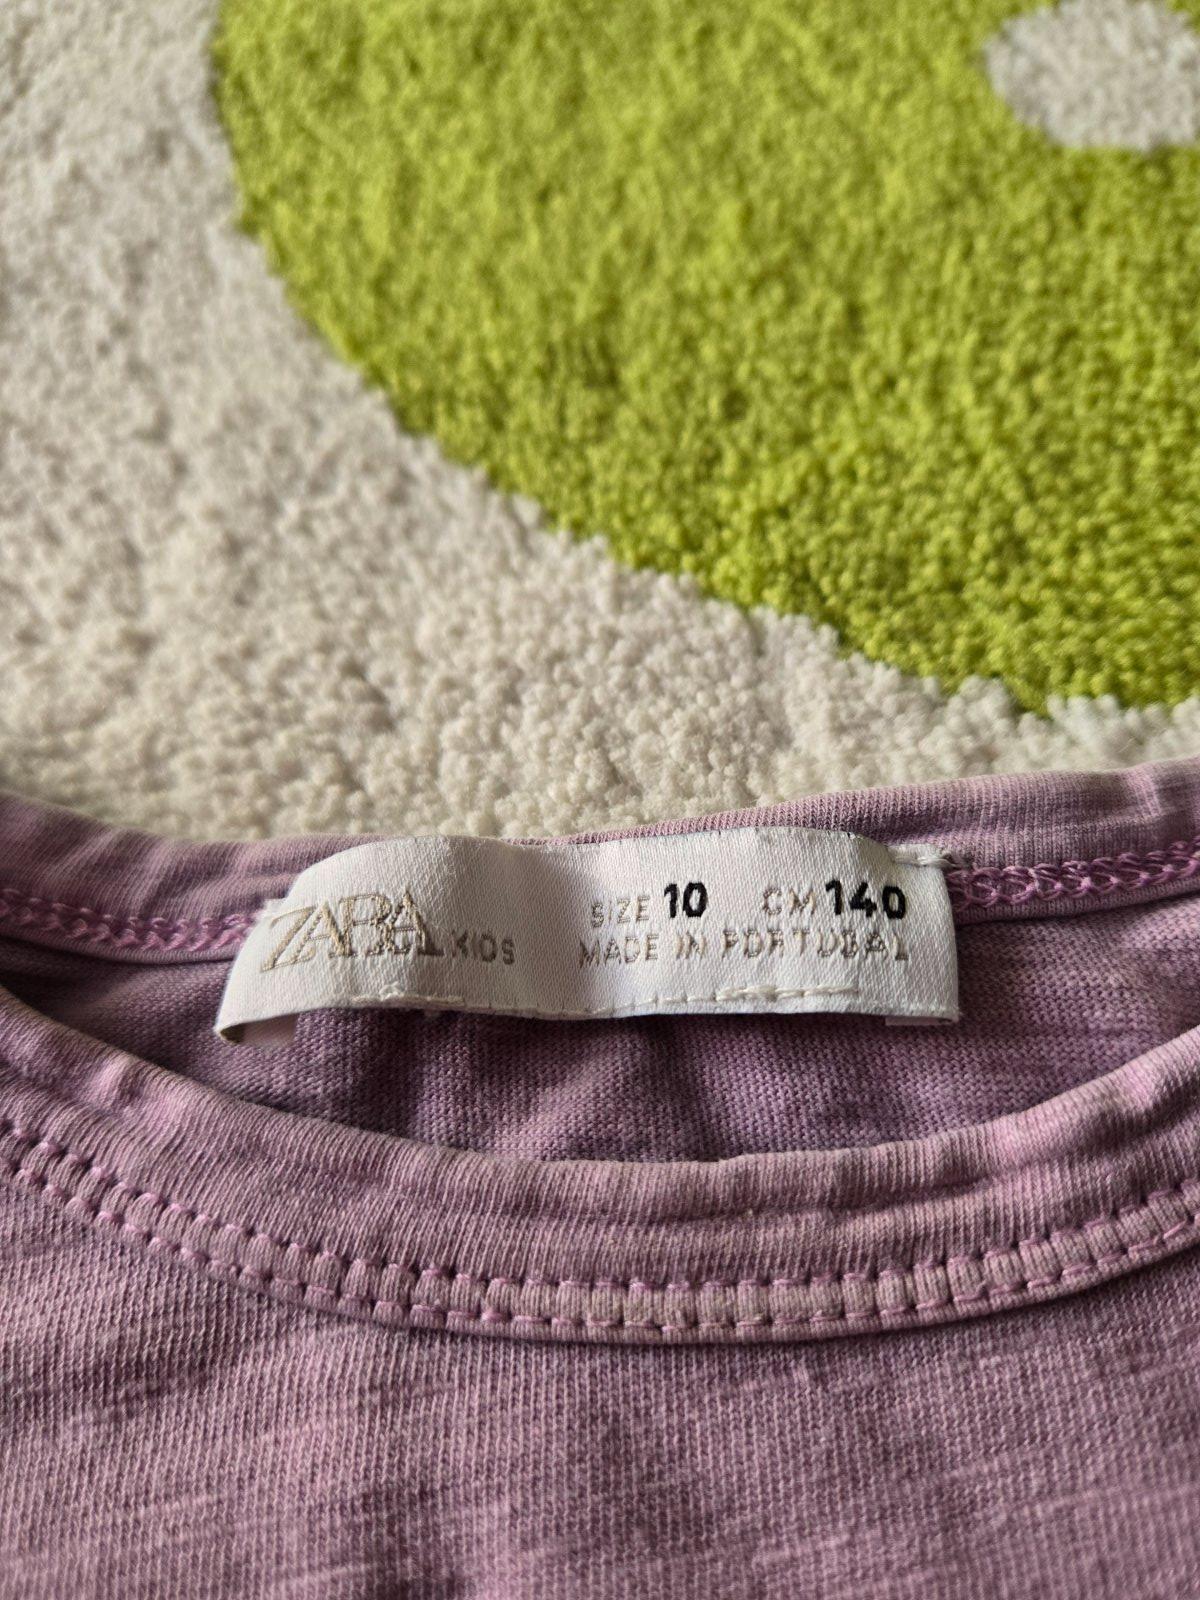 ZARA KIDS
SIZE 10 CM 140
MADE IN PORTUGAL